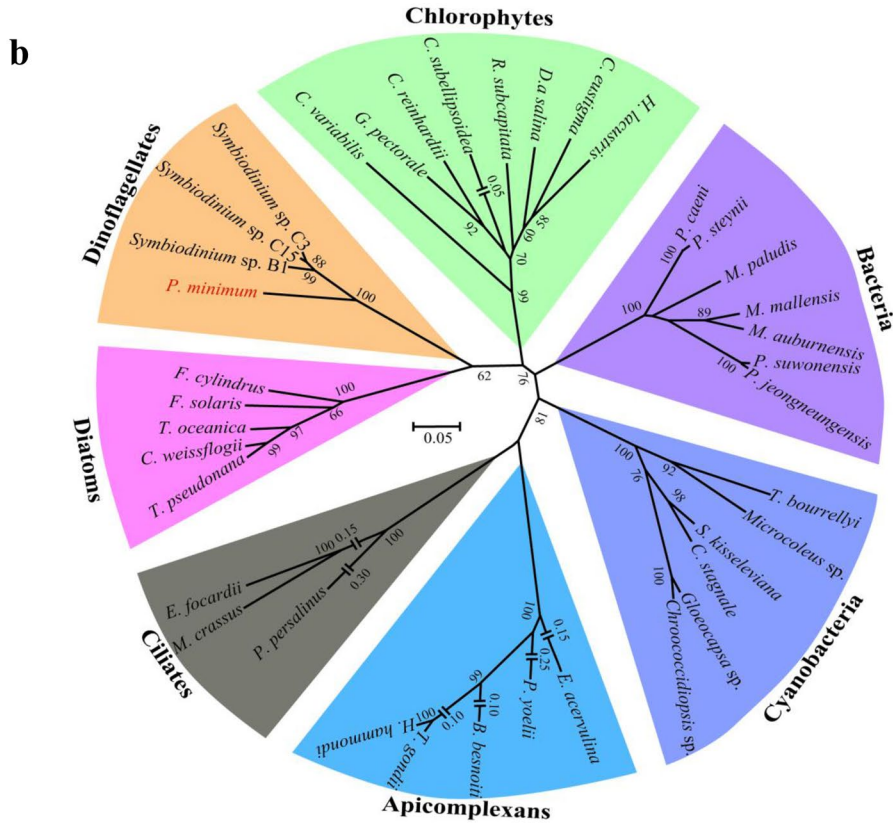 b
Chlorophytes
C. variabilis
G. pectorale
C. reinhardtii
C. subellipsoidea
R. subcapitata
D.a salina
C. eustigma
H. lacustris
0.05
92
85
60
70
99
Dinoflagellates
Symbiodinium sp. C3
Symbiodinium sp. C15
Symbiodinium sp. B1
P. minimum
88
99
100
Bacteria
P. caeni
P. steynii
M. paludis
M. mallensis
M. auburnensis
P. suwonensis
P. jeongneungensis
100
100
89
100
Diatoms
F. cylindrus
F. solaris
T. oceanica
C. weissflogii
T. pseudonana
100
66
97
99
62
76
18
0.05
Cyanobacteria
T. bourrellyi
Microcoleus sp.
S. kisseleviana
C. stagnale
Gloeocapsa sp.
Chroococcidiopsis sp.
100
92
76
98
100
Ciliates
E. focardii
M. crassus
P. persalinus
100
0.15
100
0.30
Apicomplexans
H. hammondi
T. gondii
B. besnoiti
P. yoelii
E. acervulina
100
0.15
0.25
99
0.10
0.10
100